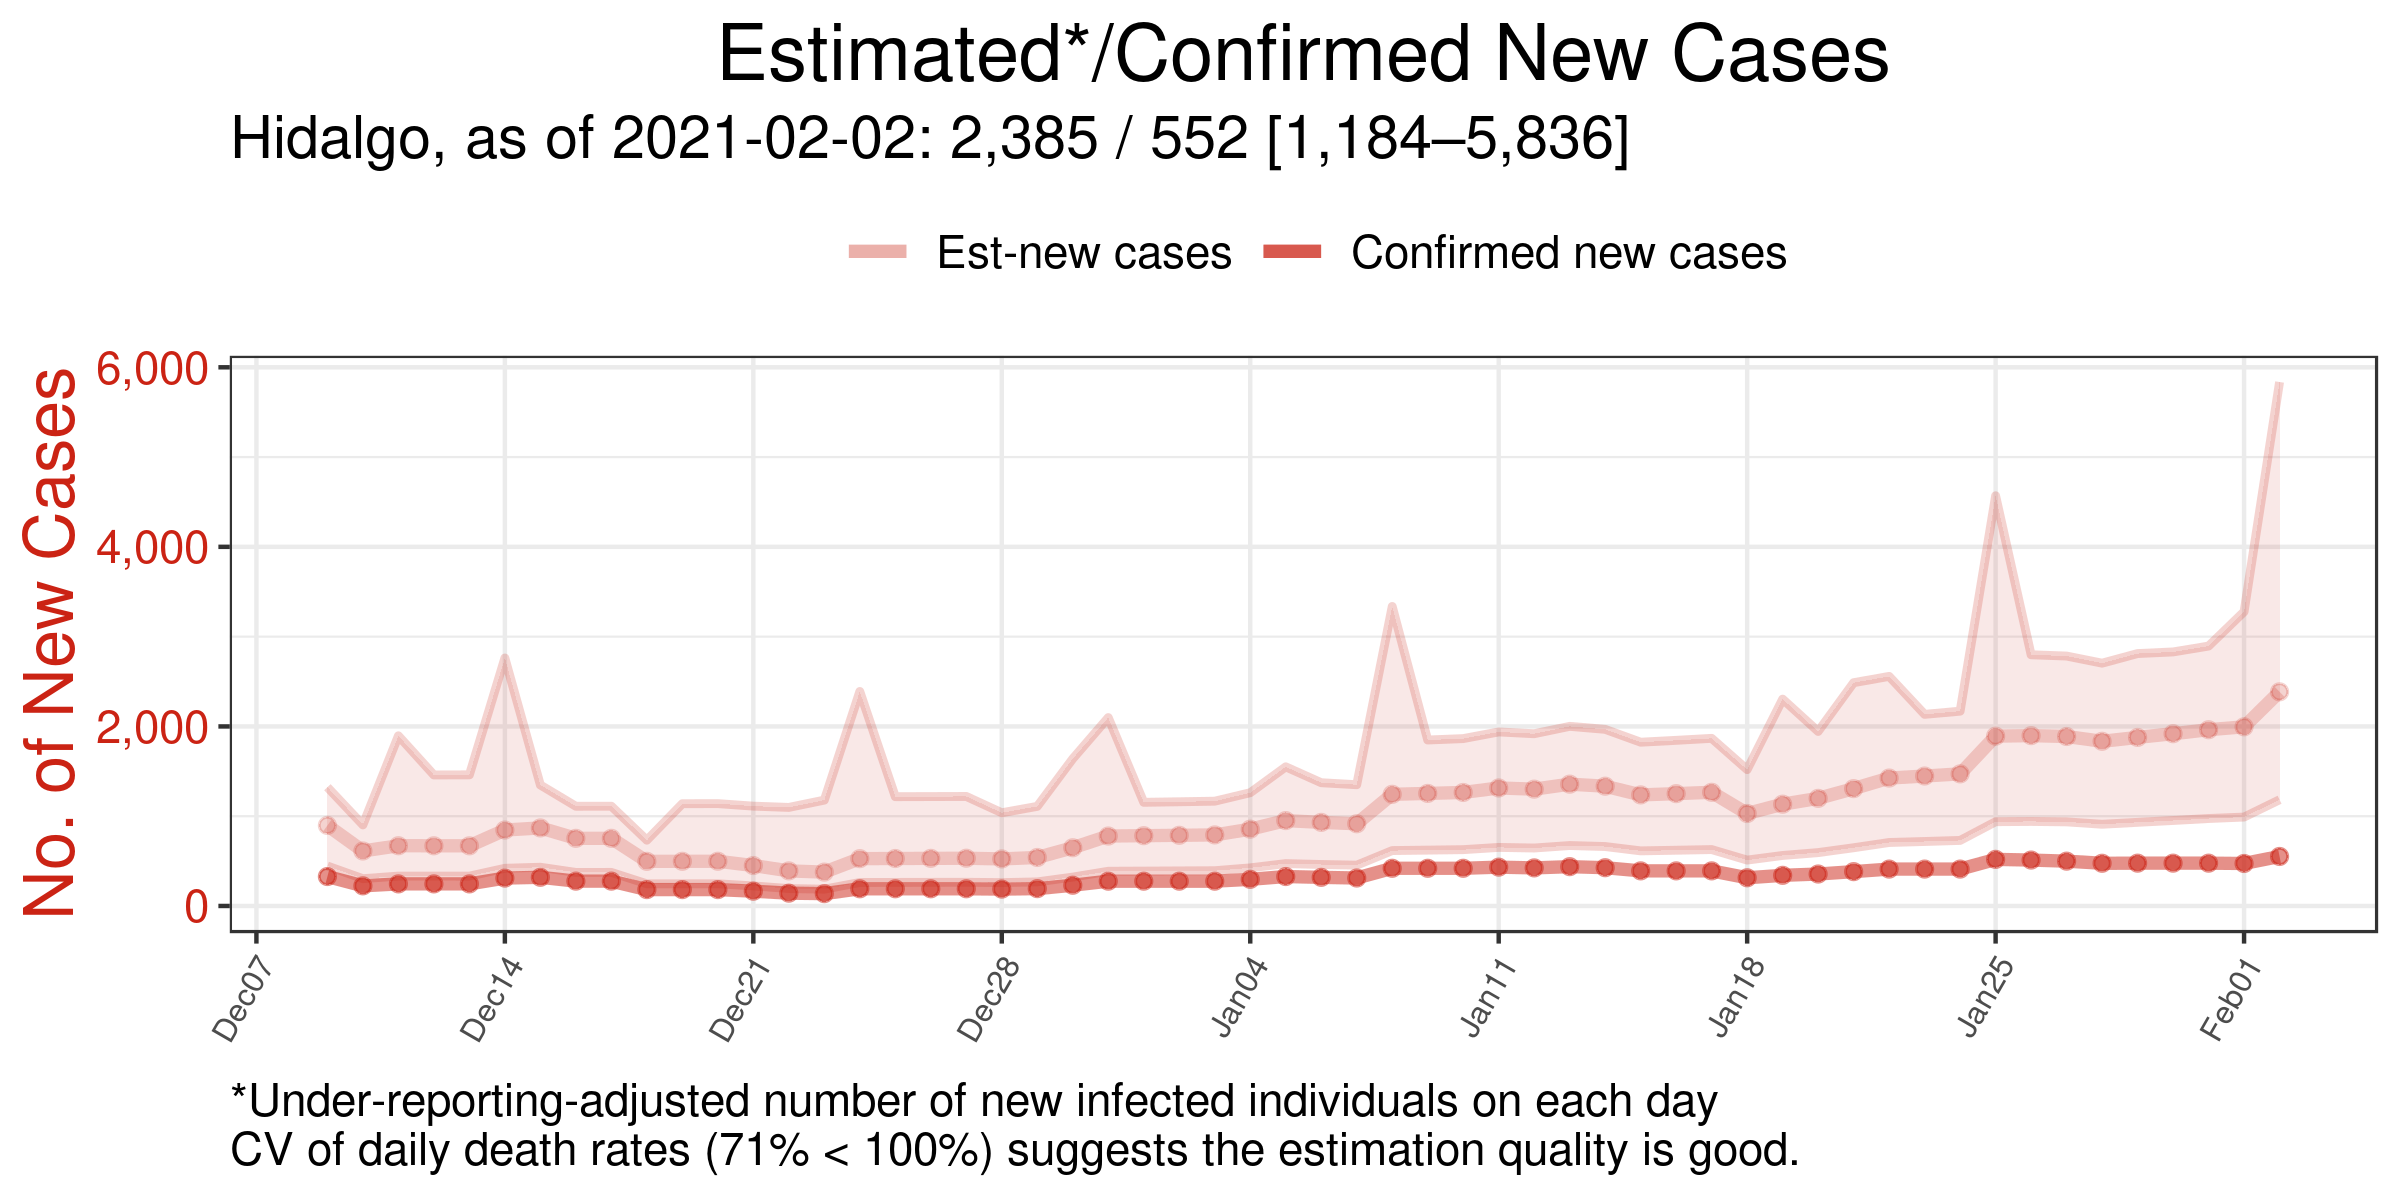 Estimated*/Confirmed New Cases
Hidalgo, as of 2021-02-02: 2,385 / 552 [1,184–5,836]
Est-new cases
Confirmed new cases
No. of New Cases
6,000
4,000
2,000
0
Dec07
Dec14
Dec21
Dec28
Jan04
Jan11
Jan18
Jan25
Feb01
*Under-reporting-adjusted number of new infected individuals on each day
CV of daily death rates (71% < 100%) suggests the estimation quality is good.